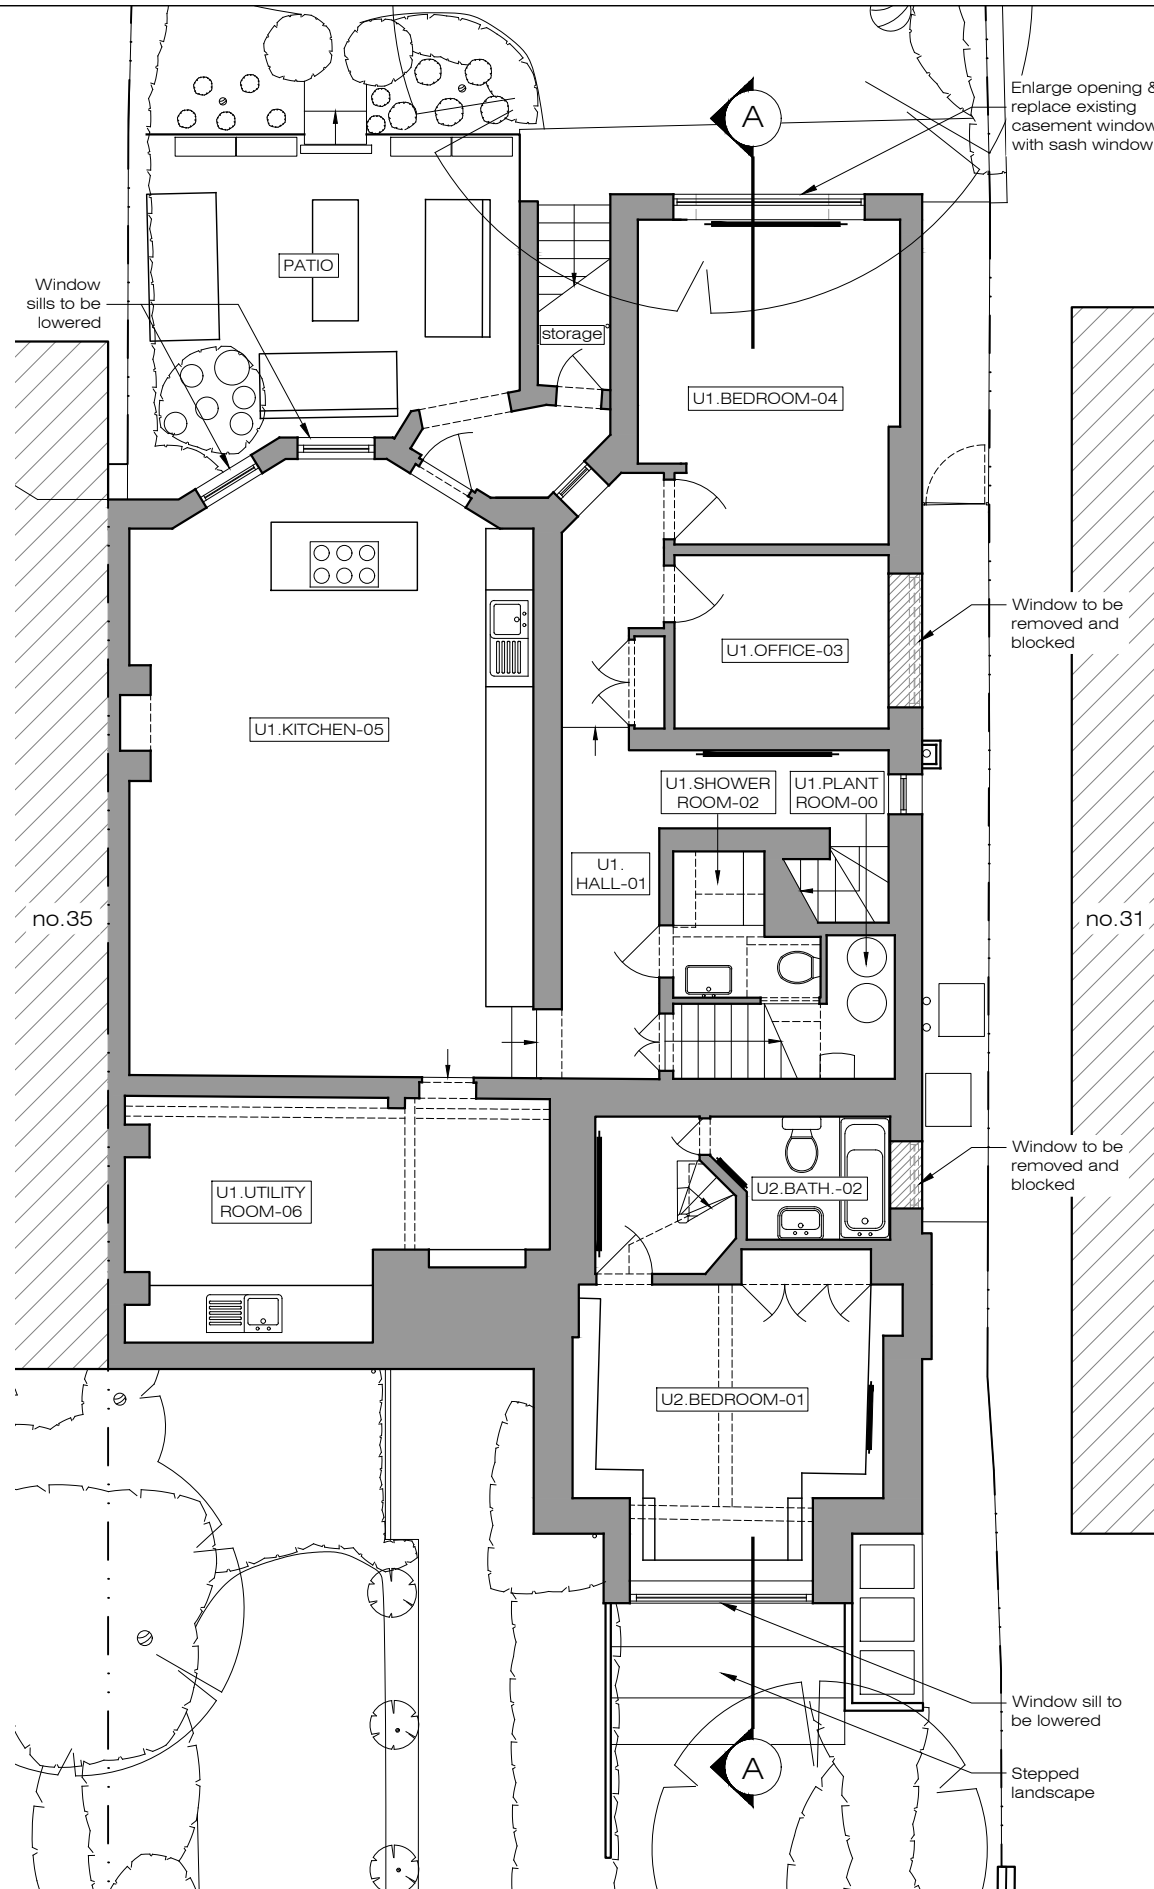 Enlarge opening &
replace existing
casement window
with sash window
A
PATIO
Window
sills to be
lowered
storage
U1.BEDROOM-04
Window to be
removed and
blocked
U1.OFFICE-03
U1.KITCHEN-05
U1.SHOWER
ROOM-02
U1.PLANT
ROOM-00
U1.
HALL-01
no.35
no.31
Window to be
removed and
blocked
U2.BATH.-02
U1.UTILITY
ROOM-06
U2.BEDROOM-01
Window sill to
be lowered
A
Stepped
landscape